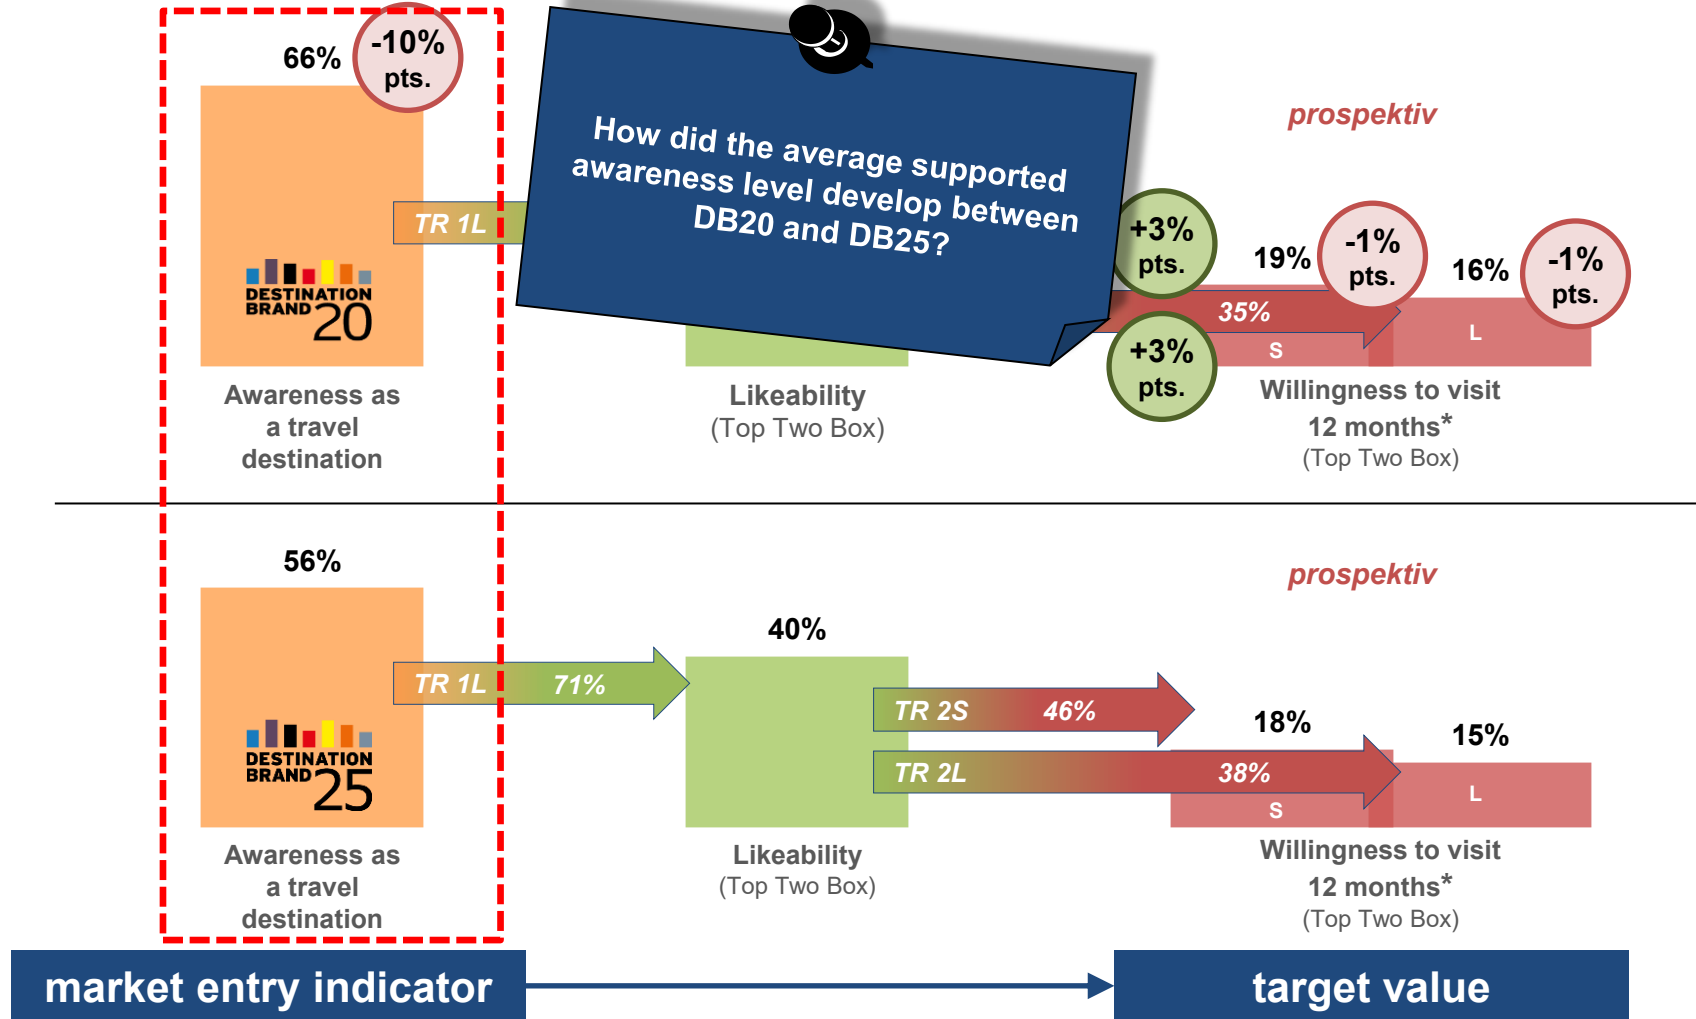 66%
-10%
pts.
How did the average supported
awareness level develop between
DB20 and DB25?
prospektiv
TR 1L
+3%
pts.
19%
-1%
pts.
16%
-1%
pts.
35%
S
L
+3%
pts.
DESTINATION
BRAND 20
Awareness as
a travel
destination
Likeability
(Top Two Box)
Willingness to visit
12 months*
(Top Two Box)
56%
prospektiv
40%
TR 1L 71%
TR 2S 46%
18%
15%
TR 2L 38%
S
L
DESTINATION
BRAND 25
Awareness as
a travel
destination
Likeability
(Top Two Box)
Willingness to visit
12 months*
(Top Two Box)
market entry indicator
target value